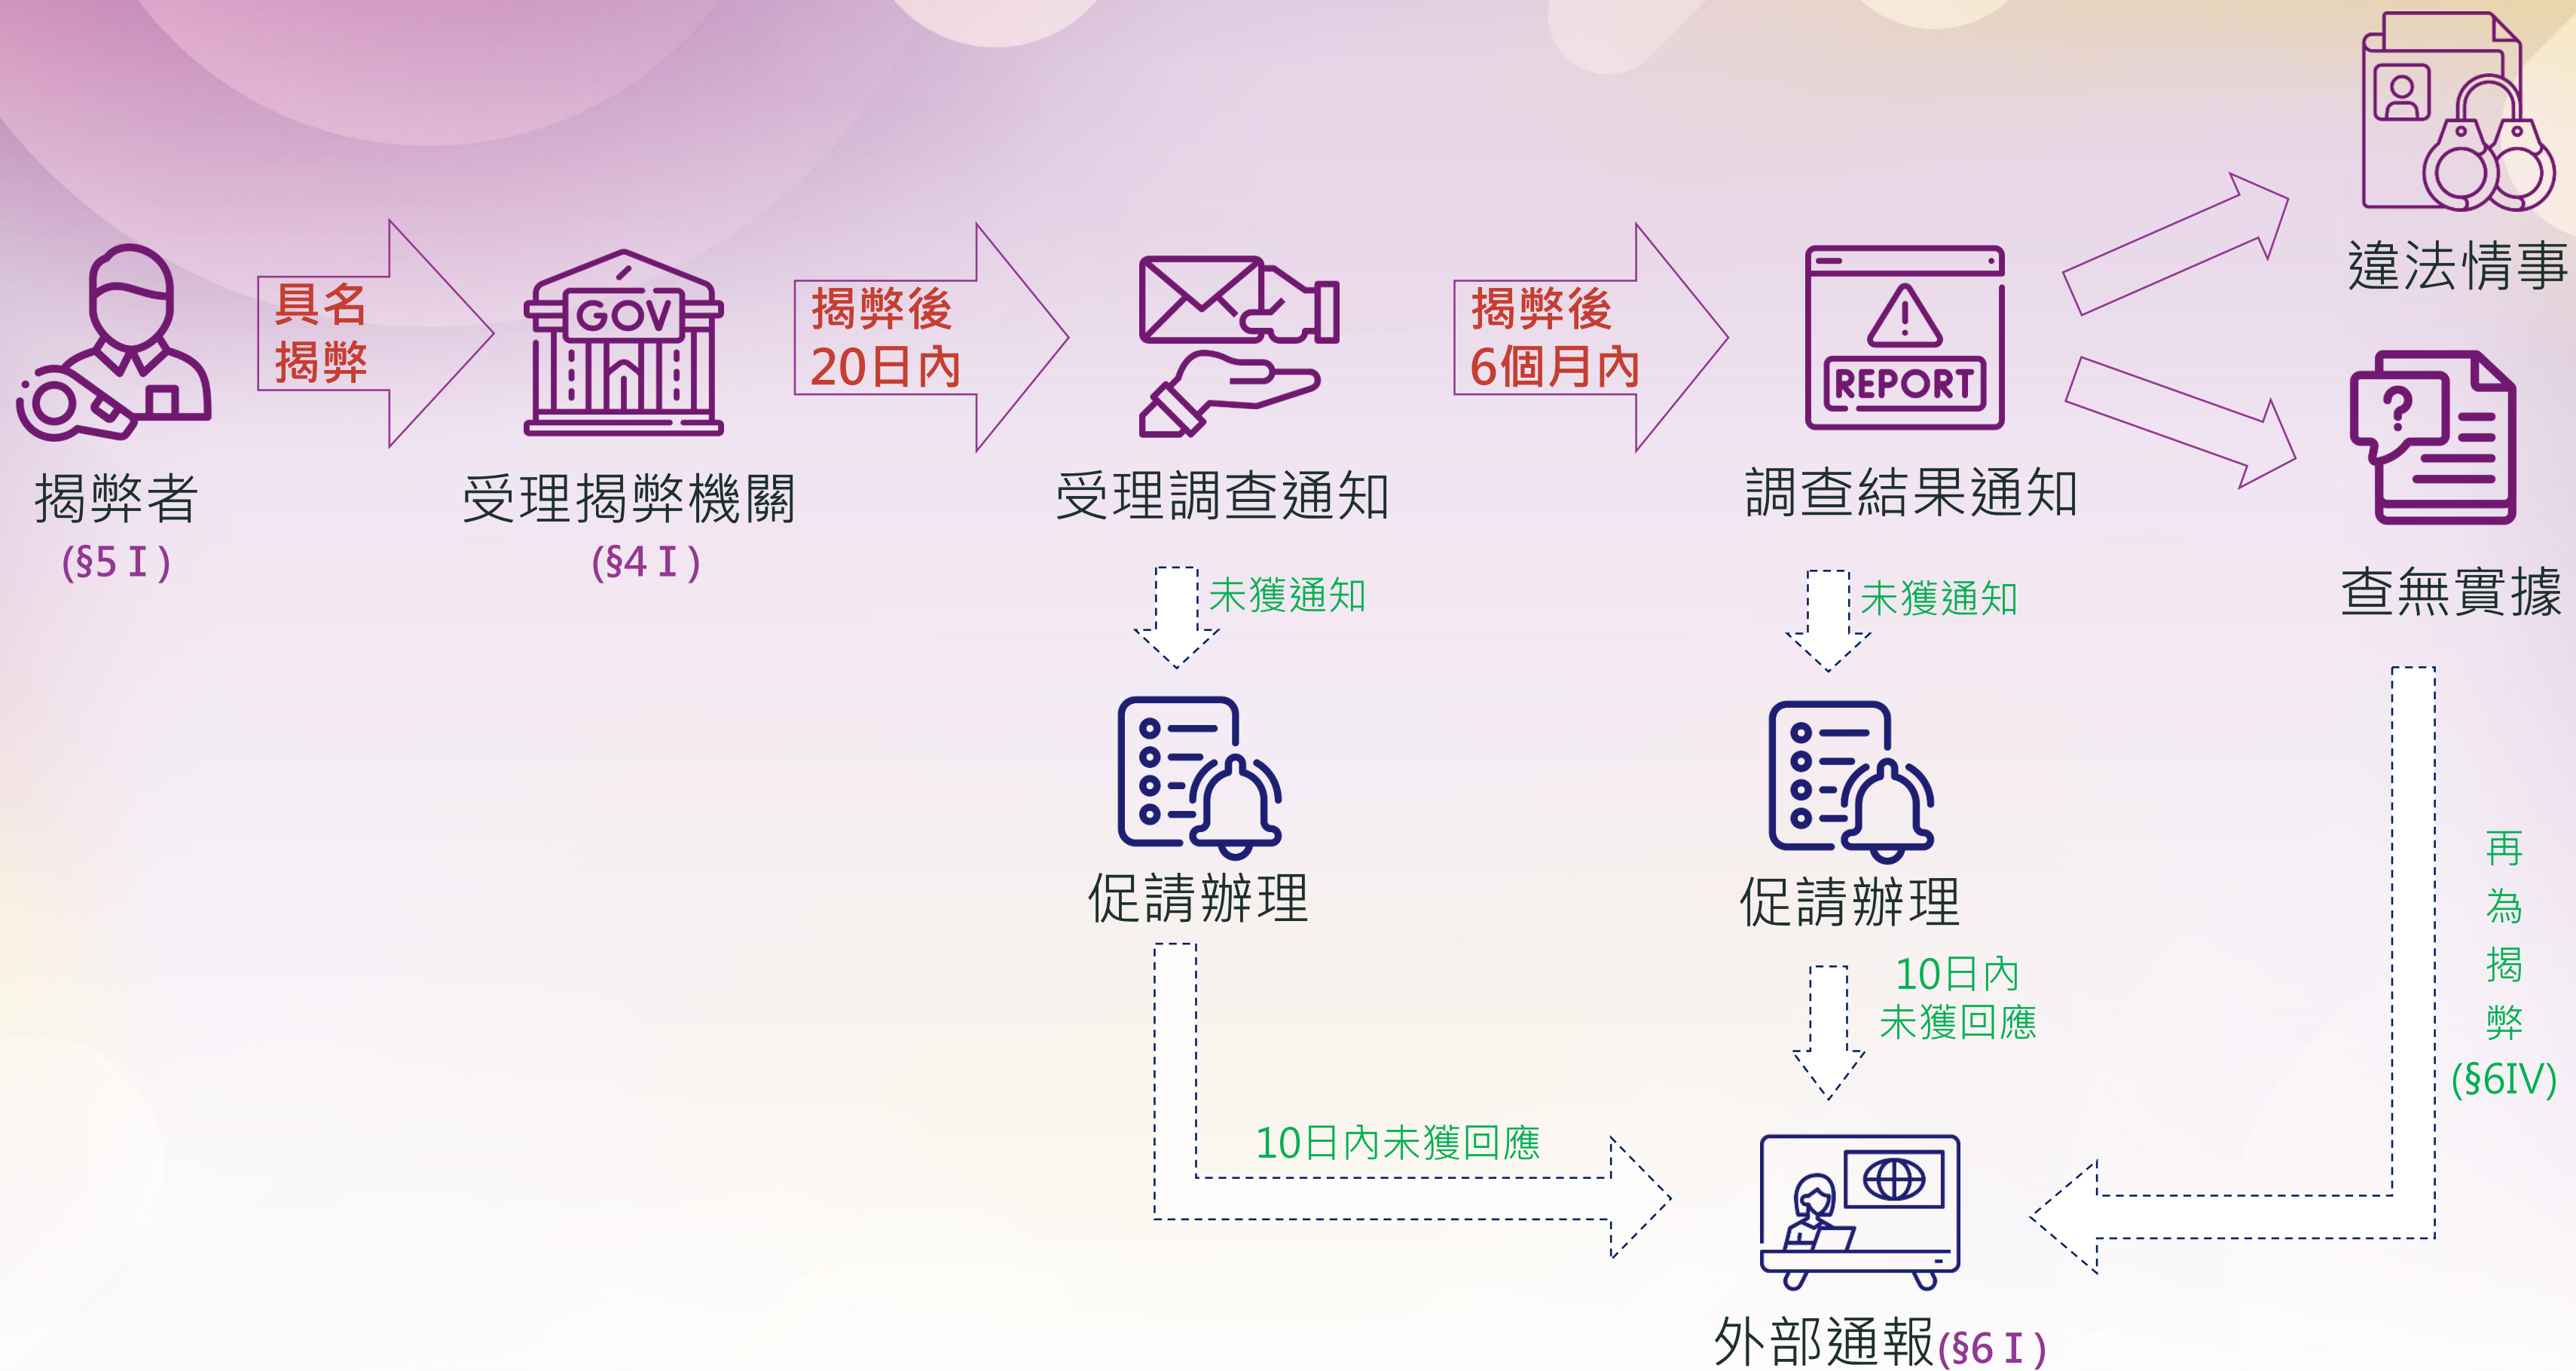 具名
揭弊
揭弊後
20日內
揭弊後
6個月內
GOV
REPORT
違法情事
揭弊者
(§5Ⅰ)
受理揭弊機關
(§4Ⅰ)
受理調查通知
調查結果通知
查無實據
未獲通知
未獲通知
促請辦理
促請辦理
10日內
未獲回應
10日內未獲回應
再
為
揭
弊
(§6IV)
外部通報(§6Ⅰ)